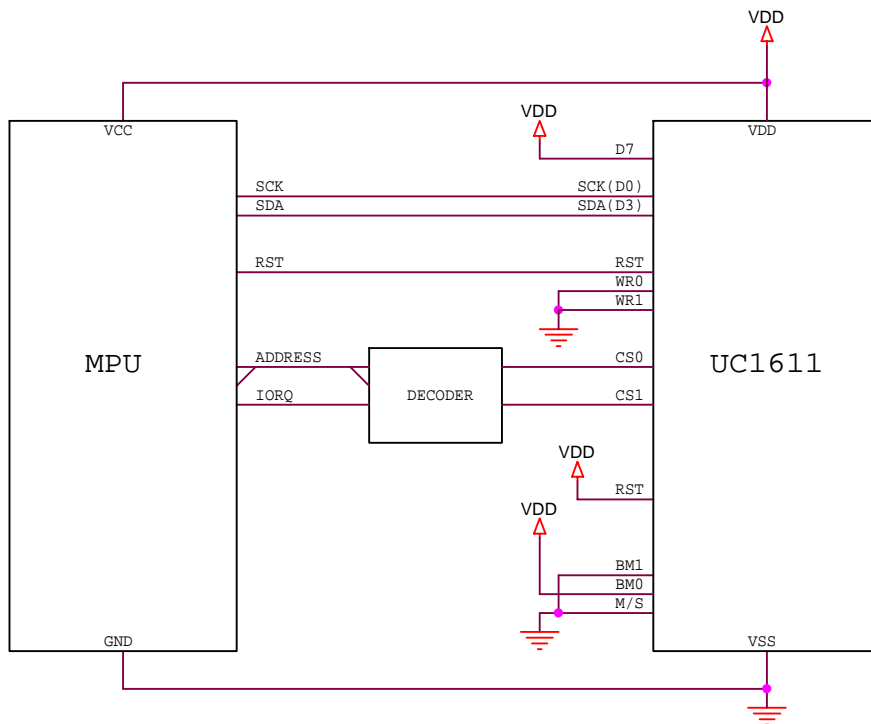 VDD
VCC
VDD
VDD
D7
SCK
SCK(D0)
SDA
SDA(D3)
RST
RST
WR0
WR1
MPU
ADDRESS
DECODER
CS0
UC1611
IORQ
CS1
VDD
RST
VDD
BM1
BM0
M/S
GND
VSS